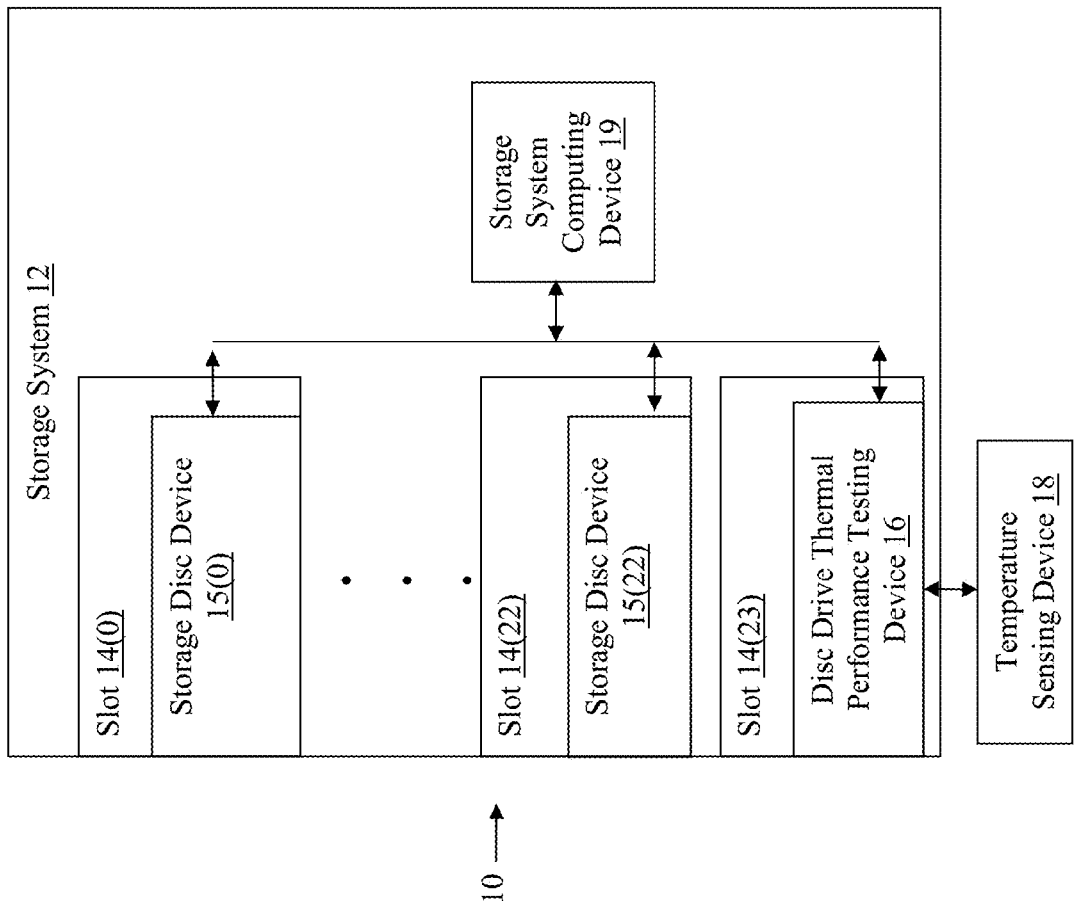 Storage System 12
Slot 14(0)
Storage Disc Device
15(0)
Slot 14(22)
Storage Disc Device
15(22)
Slot 14(23)
Disc Drive Thermal
Performance Testing
Device 16
Storage
System
Computing
Device 19
Temperature
Sensing Device 18
10